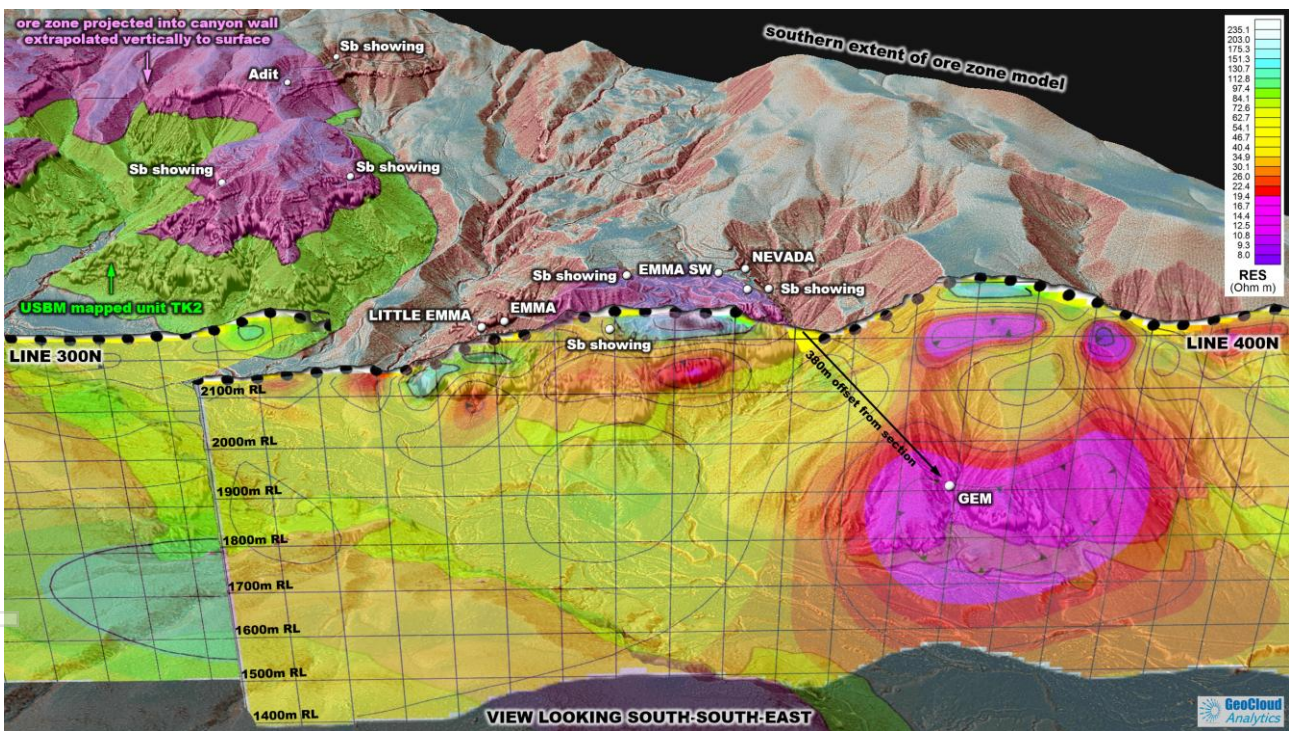 ore zone projected into canyon wall
extrapolated vertically to surface
Sb showing
Adit
southern extent of ore zone model
235.1
203.0
175.3
151.3
130.7
112.8
97.4
84.1
72.6
62.7
54.1
46.7
40.4
34.9
30.1
26.0
22.4
19.4
16.7
14.4
12.5
10.8
9.3
8.0
RES
(Ohm m)
Sb showing
Sb showing
NEVADA
Sb showing
EMMA SW
Sb showing
USBM mapped unit TK2
LITTLE EMMA
EMMA
Sb showing
LINE 300N
LINE 400N
380m offset from section
2100m RL
2000m RL
1900m RL
GEM
1800m RL
1700m RL
1600m RL
1500m RL
1400m RL
VIEW LOOKING SOUTH-SOUTH-EAST
GeoCloud
Analytics